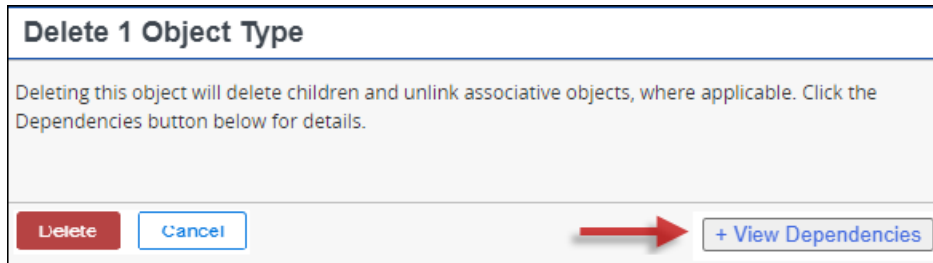 Delete 1 Object Type
Deleting this object will delete children and unlink associative objects, where applicable. Click the
Dependencies button below for details.
Delete Cancel + View Dependencies